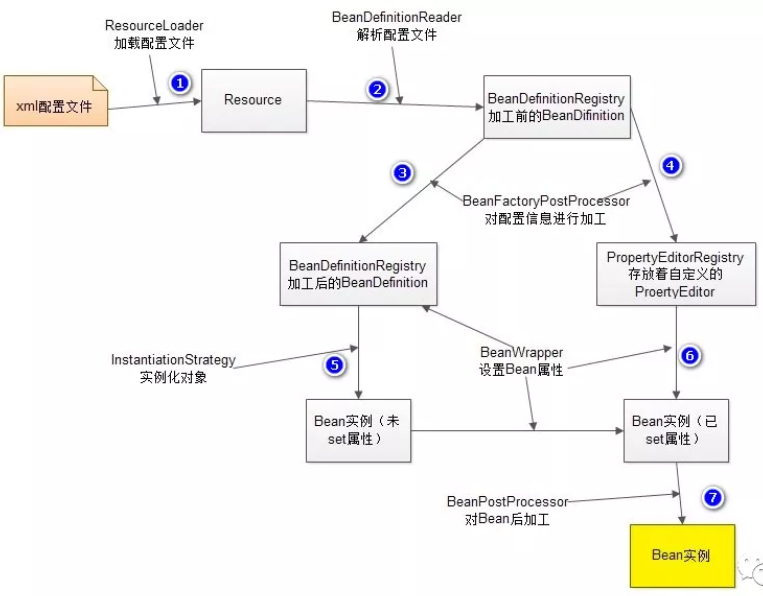 ResourceLoader
加载配置文件
BeanDefinitionReader
解析配置文件
1
2
xml配置文件
Resource
BeanDefinitionRegistry
加工前的BeanDifinition
3
4
BeanFactoryPostProcessor
对配置信息进行加工
BeanDefinitionRegistry
加工后的BeanDefinition
PropertyEditorRegistry
存放着自定义的
ProertyEditor
InstantiationStrategy
实例化对象
5
BeanWrapper
设置Bean属性
6
Bean实例（未
set属性）
Bean实例（已
set属性）
BeanPostProcessor
对Bean后加工
7
Bean实例